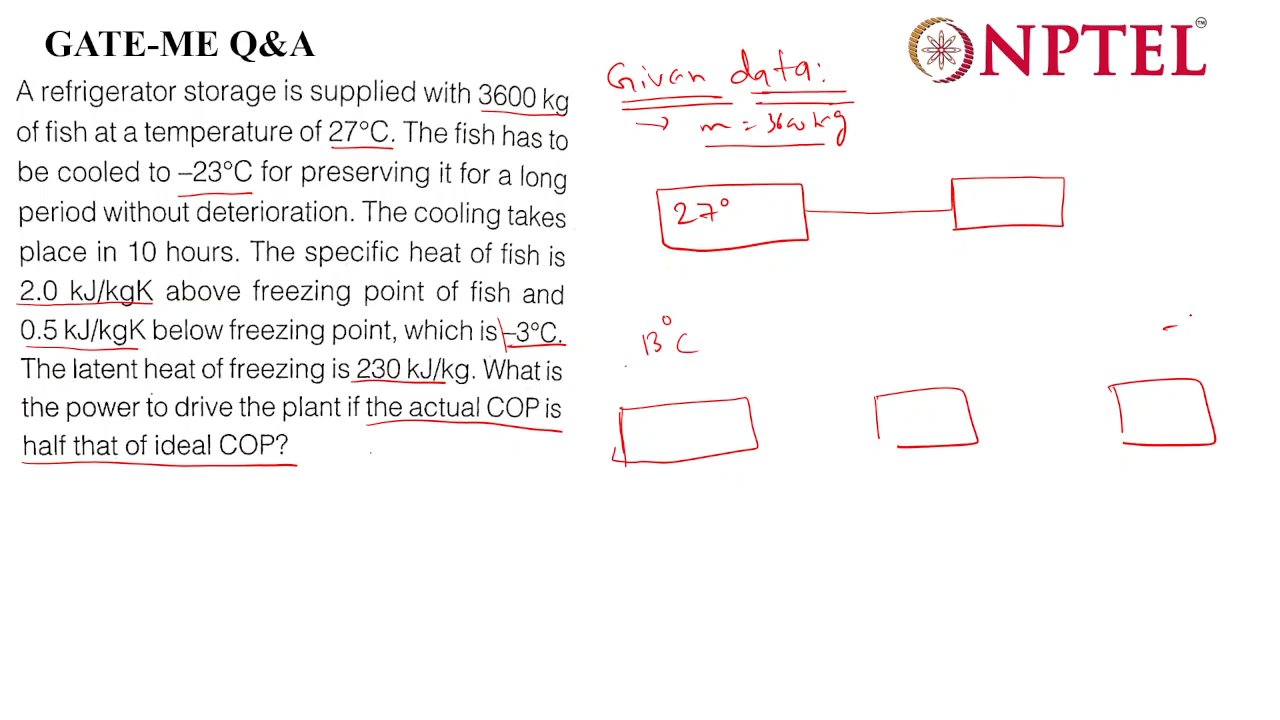 GATE-ME Q&A
NPTEL
TM
A refrigerator storage is supplied with 3600 kg
of fish at a temperature of 27°C. The fish has to
be cooled to –23°C for preserving it for a long
period without deterioration. The cooling takes
place in 10 hours. The specific heat of fish is
2.0 kJ/kgK above freezing point of fish and
0.5 kJ/kgK below freezing point, which is –3°C.
The latent heat of freezing is 230 kJ/kg. What is
the power to drive the plant if the actual COP is
half that of ideal COP?
Givan data:
→ m = 3600 kg
27°
13°C
-